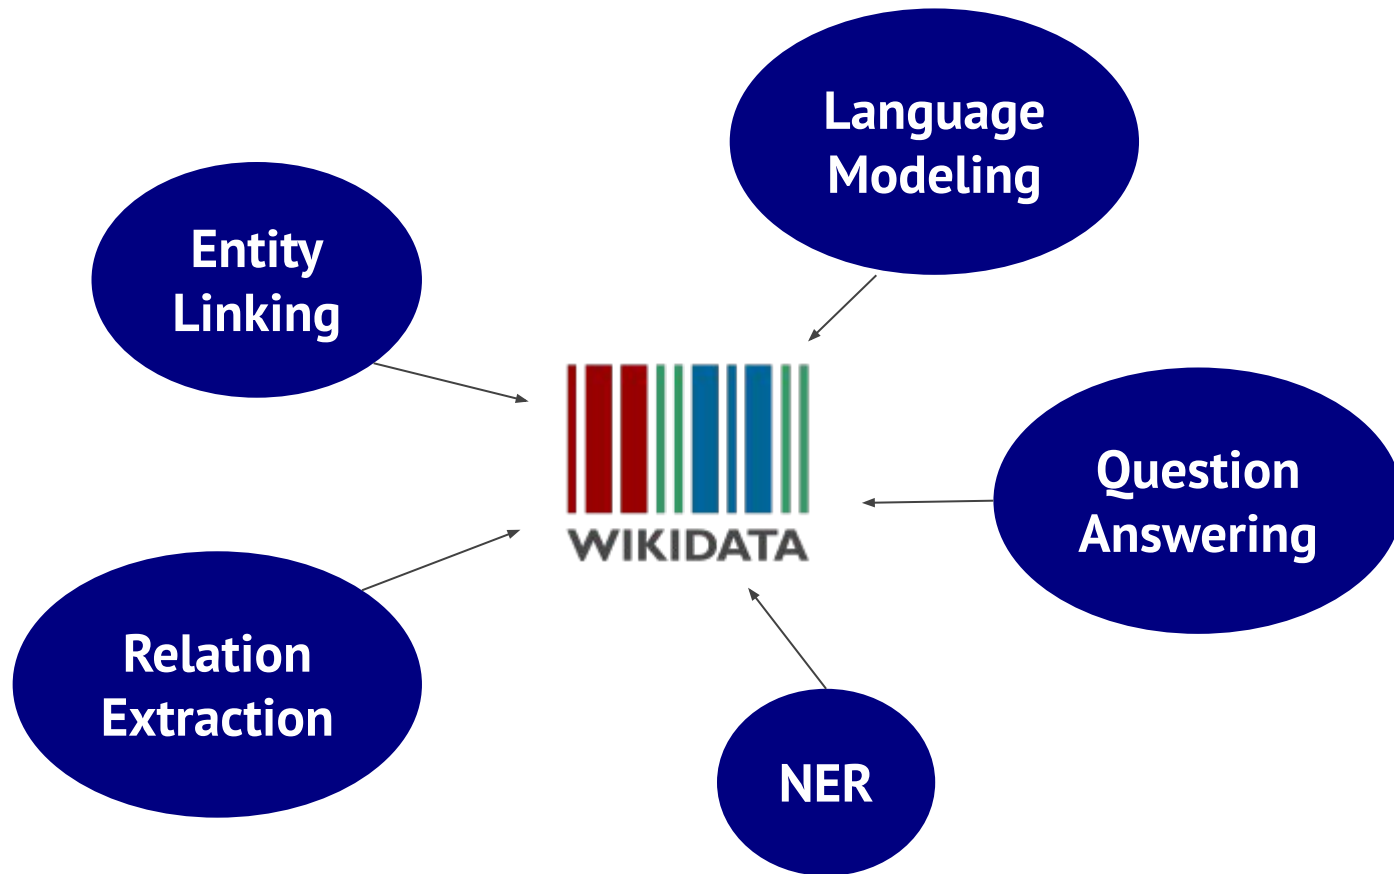 Language
Modeling
Entity
Linking
Question
Answering
WIKIDATA
Relation
Extraction
NER